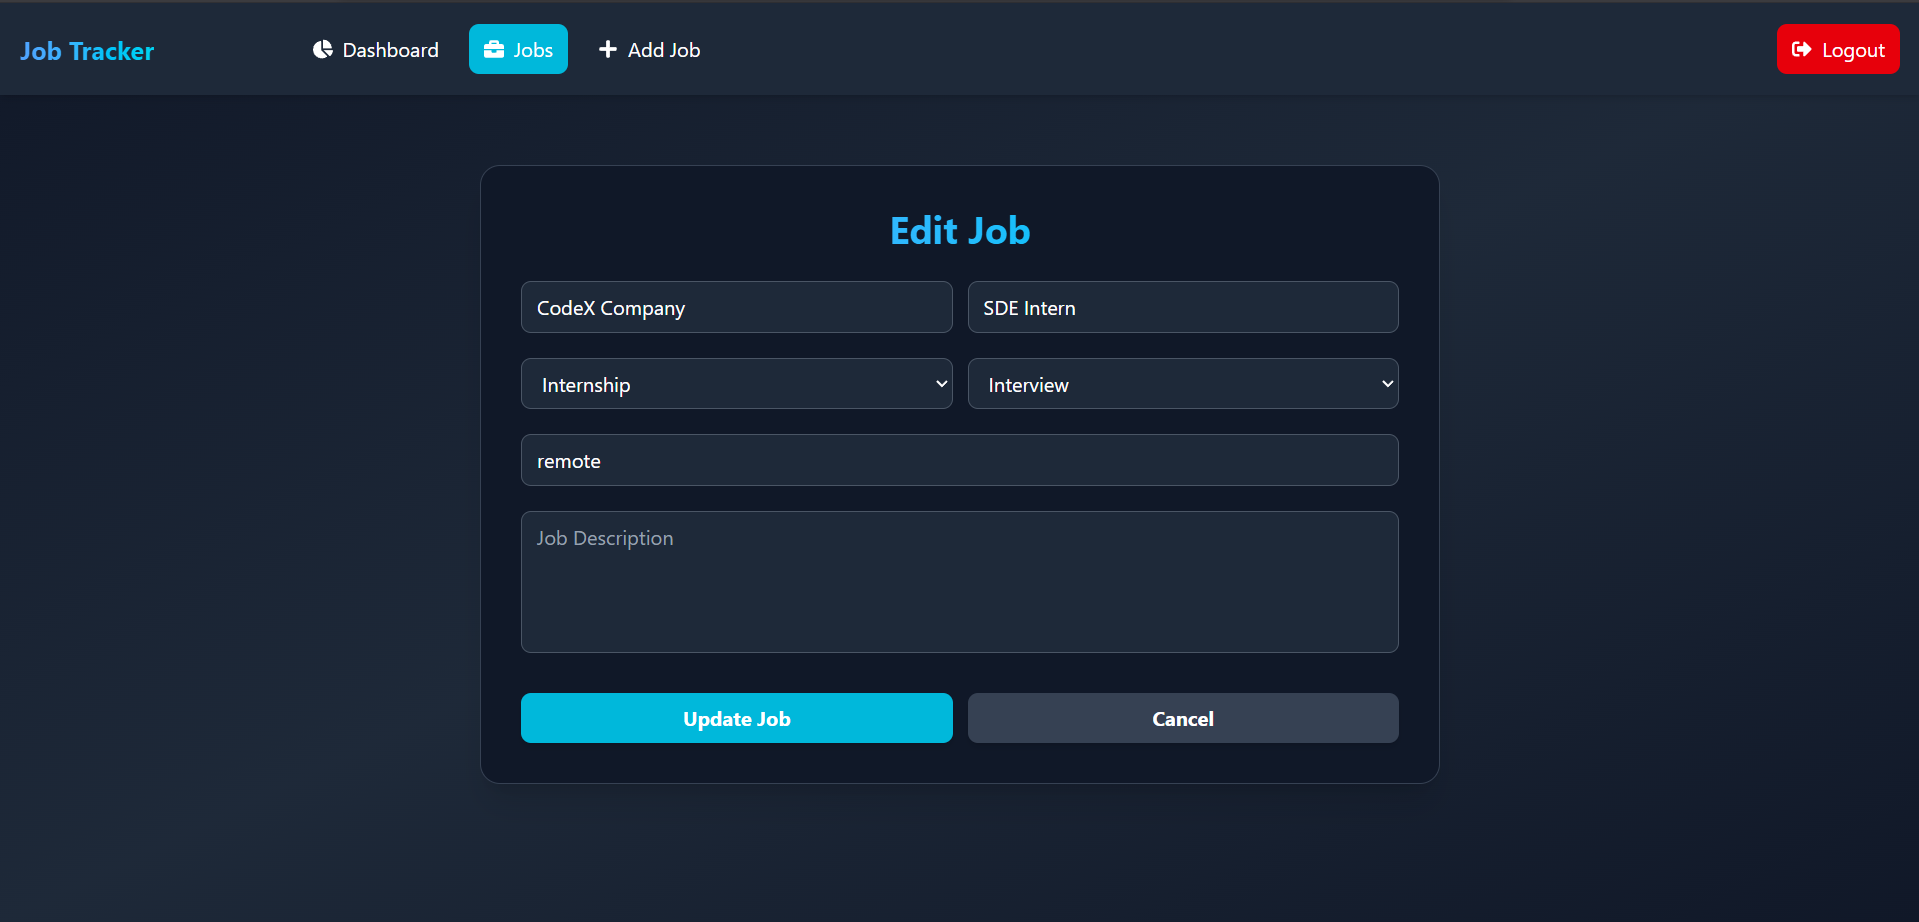 Job Tracker
Dashboard
Jobs
Add Job
Logout
Edit Job
CodeX Company
SDE Intern
Internship
Interview
remote
Job Description
Update Job
Cancel